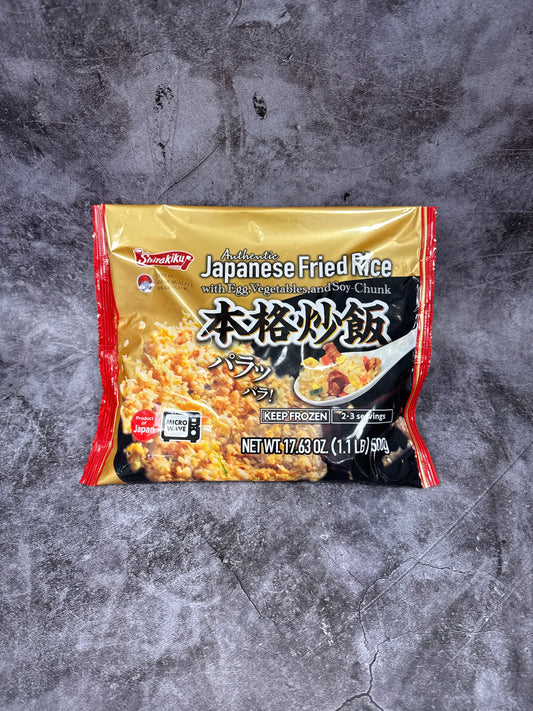 Shirakiku
Authentic
Japanese Fried Rice
with Egg, Vegetables, and Soy-Chunk
本格炒飯
パラッ
パラ!
KEEP FROZEN
2-3 servings
Product of
Japan
MICRO
WAVE
NET WT. 17.63 OZ. (1.1 LB) 500g